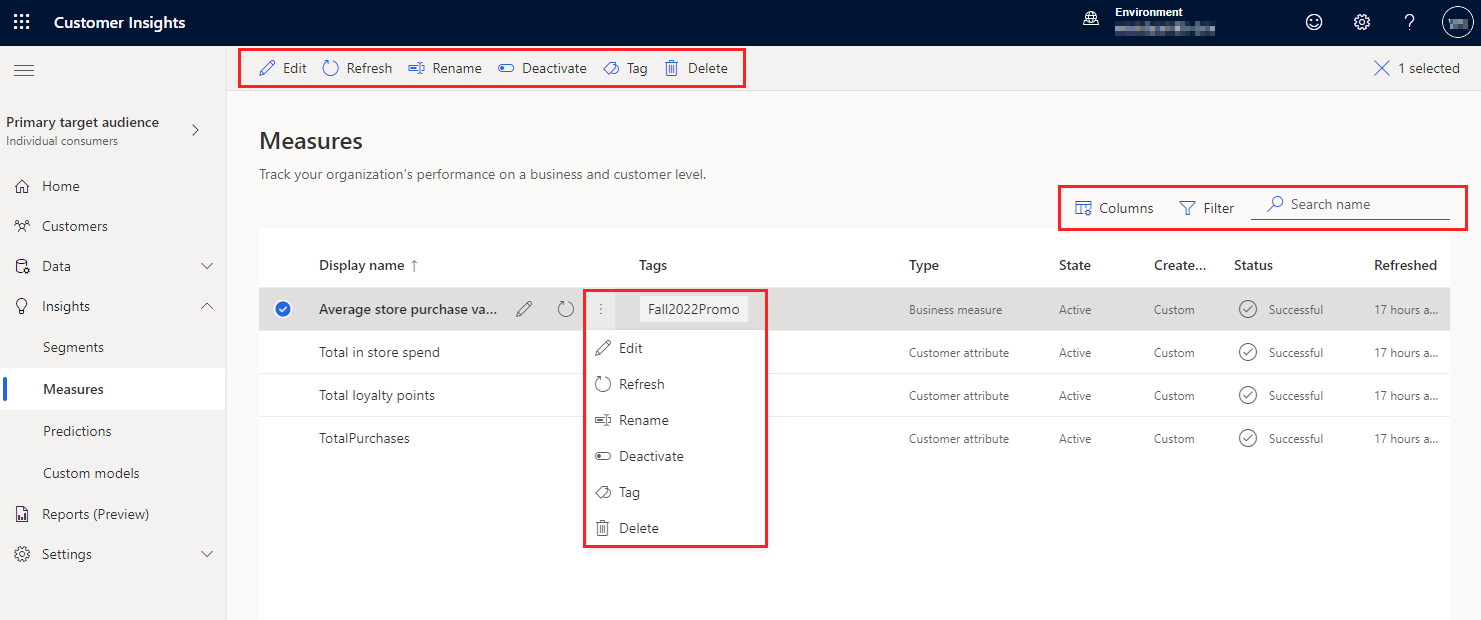 Customer Insights
Environment
Edit Refresh Rename Deactivate Tag Delete
1 selected
Primary target audience
Individual consumers
Home
Customers
Data
Insights
Segments
Measures
Predictions
Custom models
Reports (Preview)
Settings
Measures
Track your organization's performance on a business and customer level.
Columns Filter Search name
Display name ↑ Tags Type State Create... Status Refreshed
Average store purchase va... Fall2022Promo Business measure Active Custom Successful 17 hours a...
Total in store spend Customer attribute Active Custom Successful 17 hours a...
Total loyalty points Customer attribute Active Custom Successful 17 hours a...
TotalPurchases Customer attribute Active Custom Successful 17 hours a...
Edit
Refresh
Rename
Deactivate
Tag
Delete